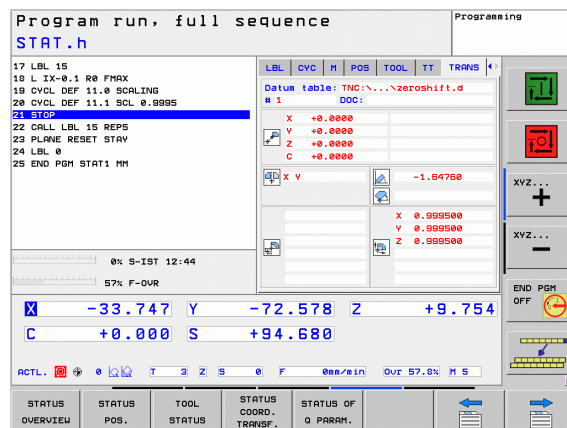 Program run, full sequence
Programming
STAT.h
17 LBL 15
18 L IX-0.1 R0 FMAX
19 CYCL DEF 11.0 SCALING
20 CYCL DEF 11.1 SCL 0.9995
21 STOP
22 CALL LBL 15 REP5
23 PLANE RESET STAY
24 LBL 0
25 END PGM STAT1 MM
LBL CYC M POS TOOL TT TRANS
Datum table: TNC:\...\zeroshift.d
# 1 DOC:
X +0.0000
Y +0.0000
Z +0.0000
C +0.0000
X Y
-1.64760
X 0.999500
Y 0.999500
Z 0.999500
0% S-IST 12:44
57% F-OVR
X -33.747 Y -72.578 Z +9.754
C +0.000 S +94.680
ACTL. 0 T 3 Z S 0 F 0mm/min Ovr 57.8% M 5
XYZ...
+
XYZ...
-
END PGM
OFF
STATUS OVERVIEW
STATUS POS.
TOOL STATUS
STATUS COORD. TRANSF.
STATUS OF Q PARAM.